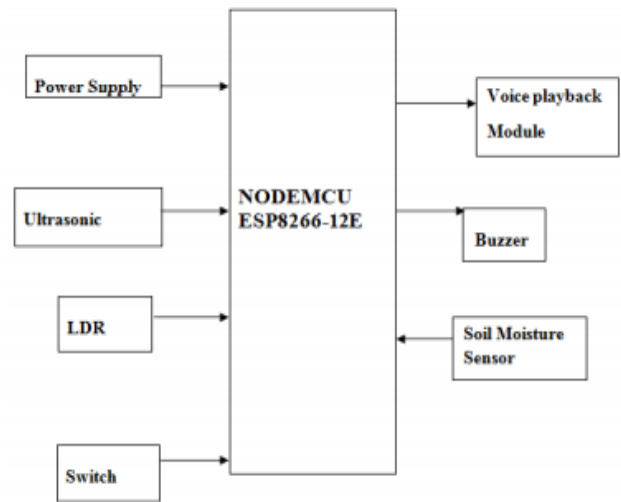 Power Supply
Ultrasonic
LDR
Switch
NODEMCU
ESP8266-12E
Voice playback
Module
Buzzer
Soil Moisture
Sensor